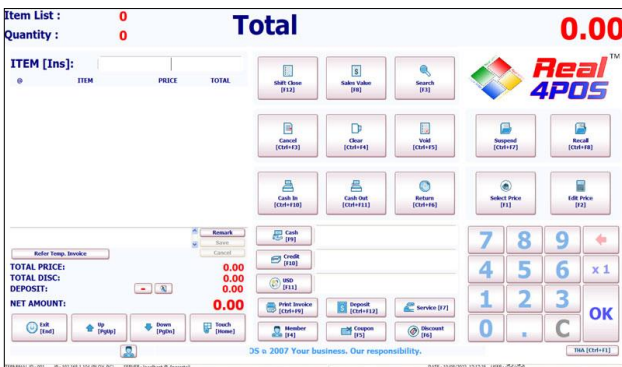 Item List : 0
Quantity : 0
Total 0.00
ITEM [Ins]:
@ ITEM PRICE TOTAL
Shift Close [F12]
Sales Value [F8]
Search [F3]
Real 4POS TM
Cancel [Ctrl+F3]
Clear [Ctrl+F4]
Void [Ctrl+F5]
Suspend [Ctrl+F7]
Recall [Ctrl+F8]
Cash In [Ctrl+F10]
Cash Out [Ctrl+F11]
Return [Ctrl+F6]
Select Price [F1]
Edit Price [F2]
Remark
Save
Cancel
Refer Temp. Invoice
Cash [F9]
Credit [F10]
USD [F11]
7 8 9
4 5 6 x 1
1 2 3 OK
0 . C
TOTAL PRICE: 0.00
TOTAL DISC: 0.00
DEPOSIT: - 0.00
NET AMOUNT: 0.00
Print Invoice [Ctrl+F9]
Deposit [Ctrl+F12]
Service [F7]
Exit [End]
Up [PgUp]
Down [PgDn]
Touch [Home]
Member [F4]
Coupon [F5]
Discount [F6]
OS © 2007 Your business. Our responsibility.
THA [Ctrl+F1]